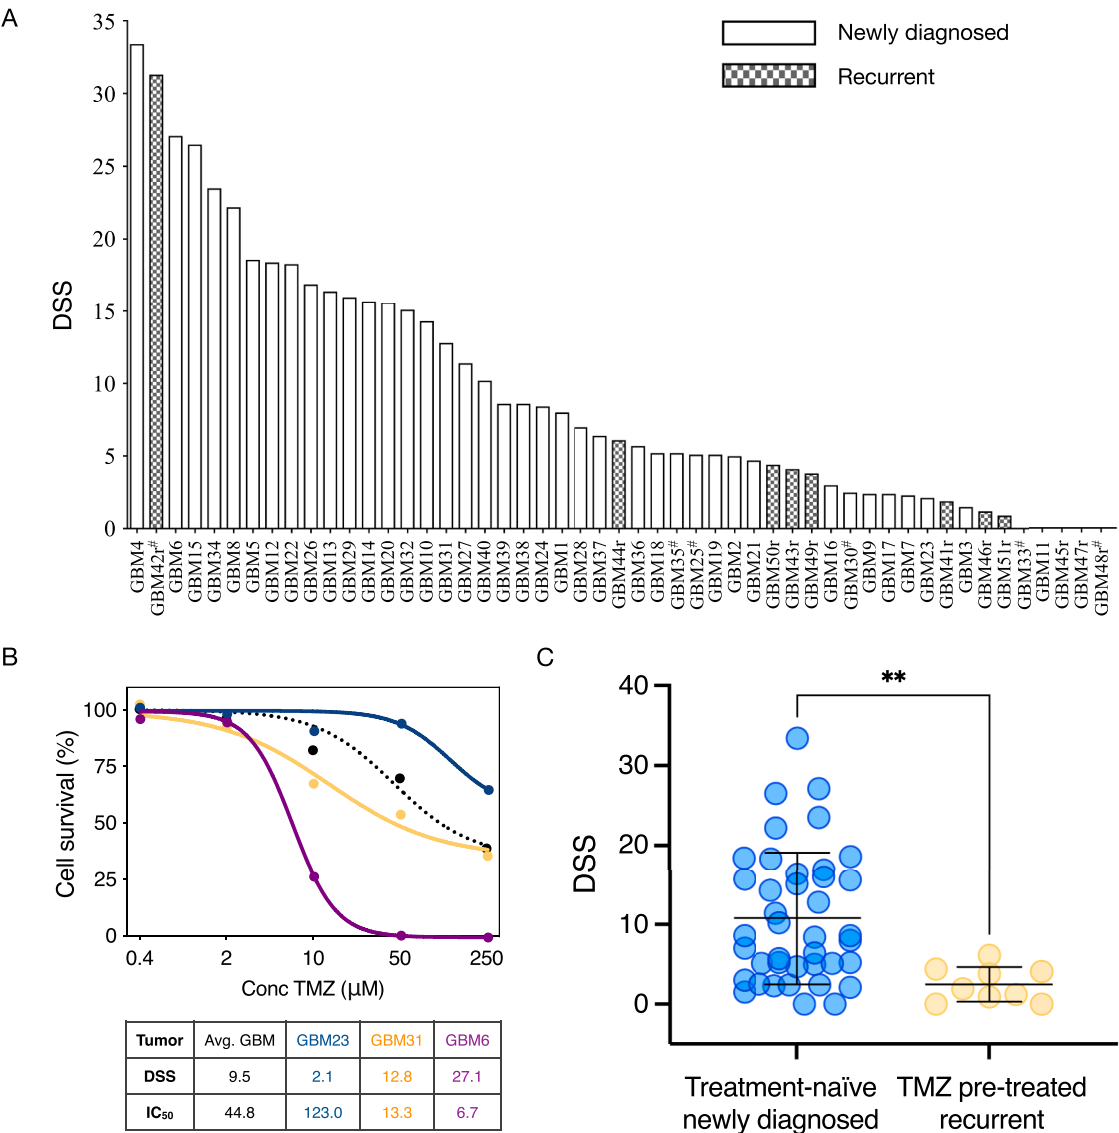 A
35
30
25
20
15
10
5
0
DSS
Newly diagnosed
Recurrent
GBM4
GBM42r#
GBM6
GBM15
GBM34
GBM8
GBM5
GBM12
GBM22
GBM26
GBM13
GBM29
GBM14
GBM20
GBM32
GBM10
GBM31
GBM27
GBM40
GBM39
GBM38
GBM24
GBM1
GBM28
GBM37
GBM44r
GBM36
GBM18
GBM35#
GBM25#
GBM19
GBM2
GBM21
GBM50r
GBM43r
GBM49r
GBM16
GBM30#
GBM9
GBM17
GBM7
GBM23
GBM41r
GBM3
GBM46r
GBM51r
GBM33#
GBM11
GBM45r
GBM47r
GBM48r#
B
100
75
50
25
0
Cell survival (%)
0.4 2 10 50 250
Conc TMZ (μM)
Tumor Avg. GBM GBM23 GBM31 GBM6
DSS 9.5 2.1 12.8 27.1
IC50 44.8 123.0 13.3 6.7
C
40
30
20
10
0
DSS
**
Treatment-naïve
newly diagnosed
TMZ pre-treated
recurrent